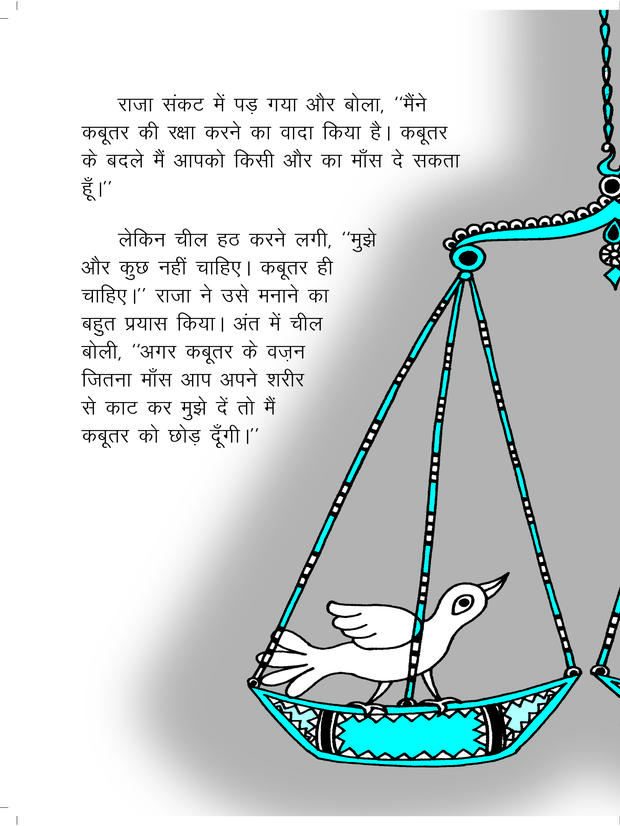 राजा संकट में पड़ गया और बोला, ‘‘मैंने
कबूतर की रक्षा करने का वादा किया है। कबूतर
के बदले मैं आपको किसी और का माँस दे सकता
हूँ।’’
लेकिन चील हठ करने लगी, ‘‘मुझे
और कुछ नहीं चाहिए। कबूतर ही
चाहिए।’’ राजा ने उसे मनाने का
बहुत प्रयास किया। अंत में चील
बोली, ‘‘अगर कबूतर के वज़न
जितना माँस आप अपने शरीर
से काट कर मुझे दें तो मैं
कबूतर को छोड़ दूँगी।’’